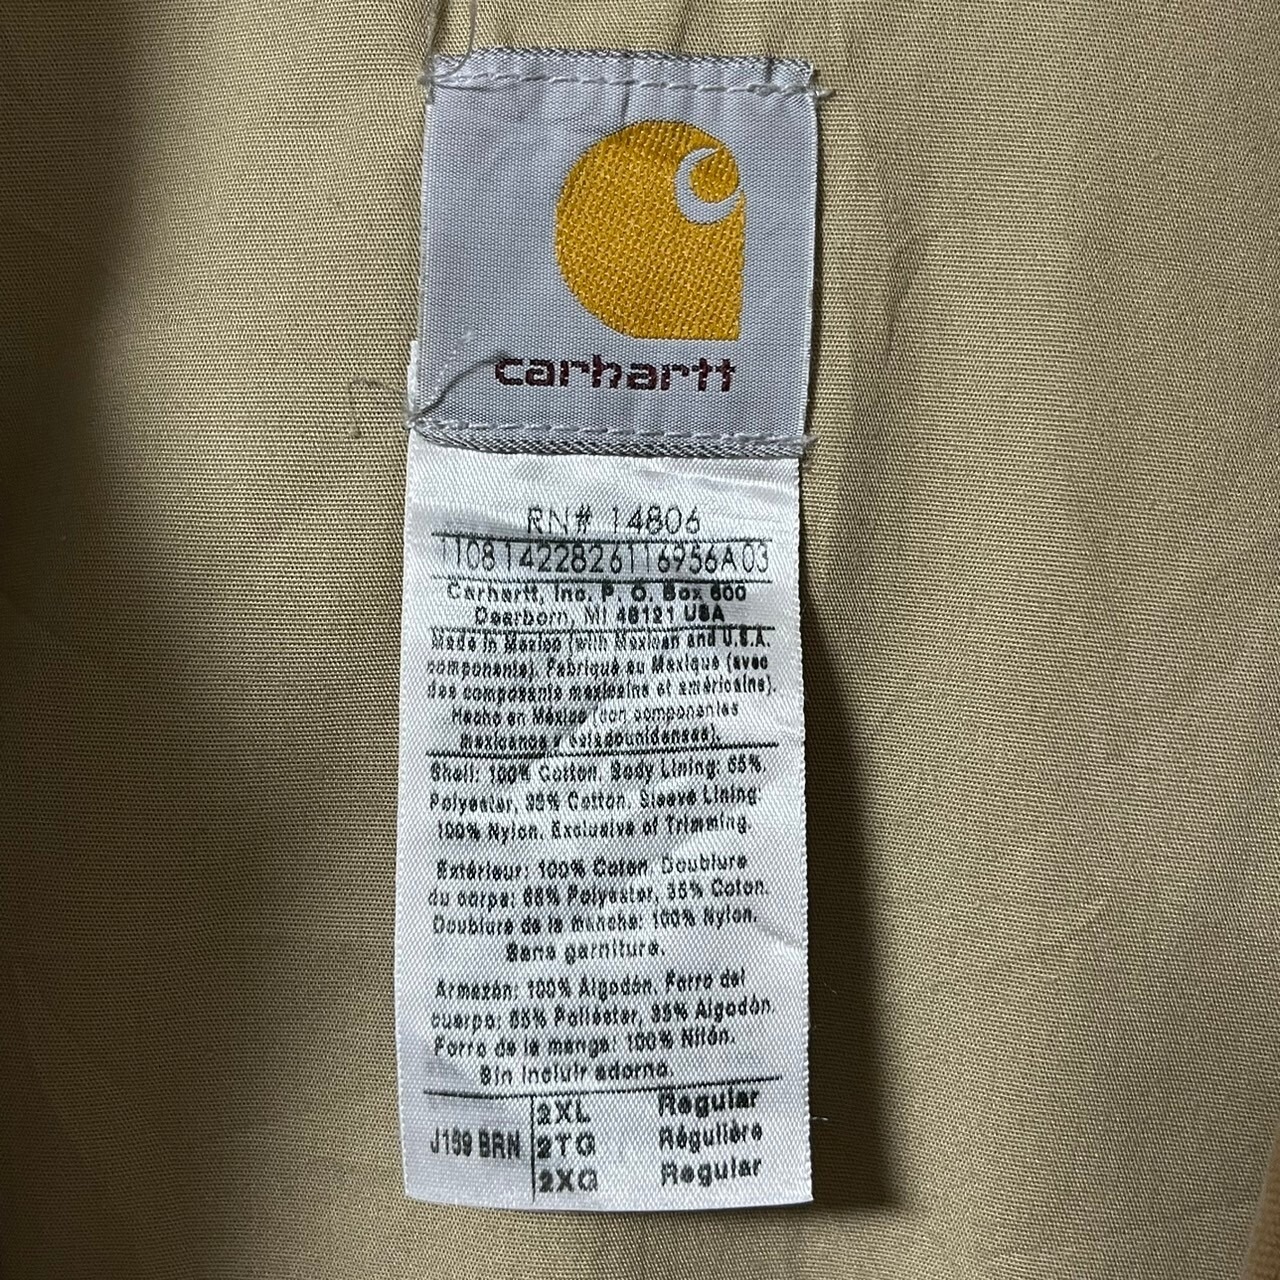 carhartt
RN# 14806
1108142282611 6956A03
Carhartt, Inc. P. O. Box 600
Dearborn, MI 48121 USA
Made in Mexico (with Mexican and U.S.A.
components). Fabriqué au Mexique (avec
des composants mexicains et américains).
Hecho en México (con componentes
mexicanos y estadounidenses).
Shell: 100% Cotton. Body Lining: 65%
Polyester, 35% Cotton. Sleeve Lining:
100% Nylon. Exclusive of Trimming.
Extérieur: 100% Coton. Doublure
du corps: 65% Polyester, 35% Coton.
Doublure de la manche: 100% Nylon.
Sans garniture.
Armazón: 100% Algodón. Forro del
cuerpo: 65% Poliéster, 35% Algodón.
Forro de la manga: 100% Nilón.
Sin incluir adorno.
2XL Regular
J159 BRN 2TG Régulière
2XG Regular